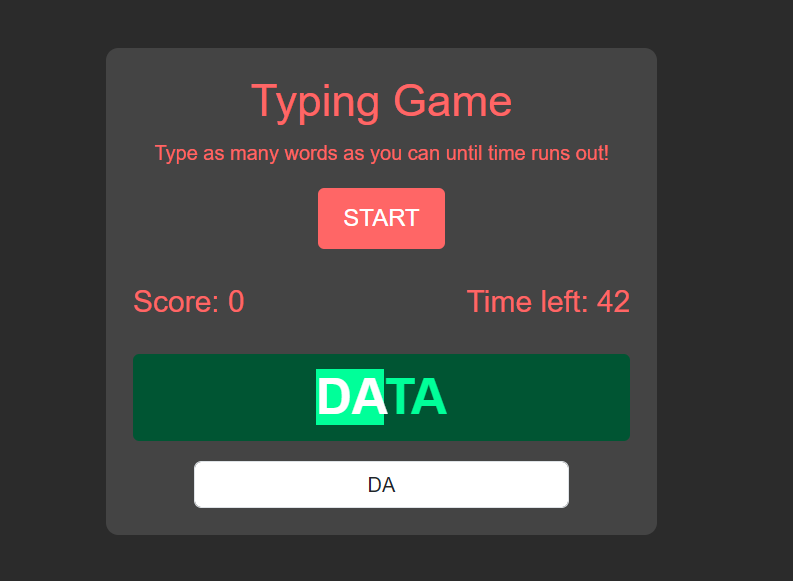 Typing Game
Type as many words as you can until time runs out!
START
Score: 0 Time left: 42
DATA
DA